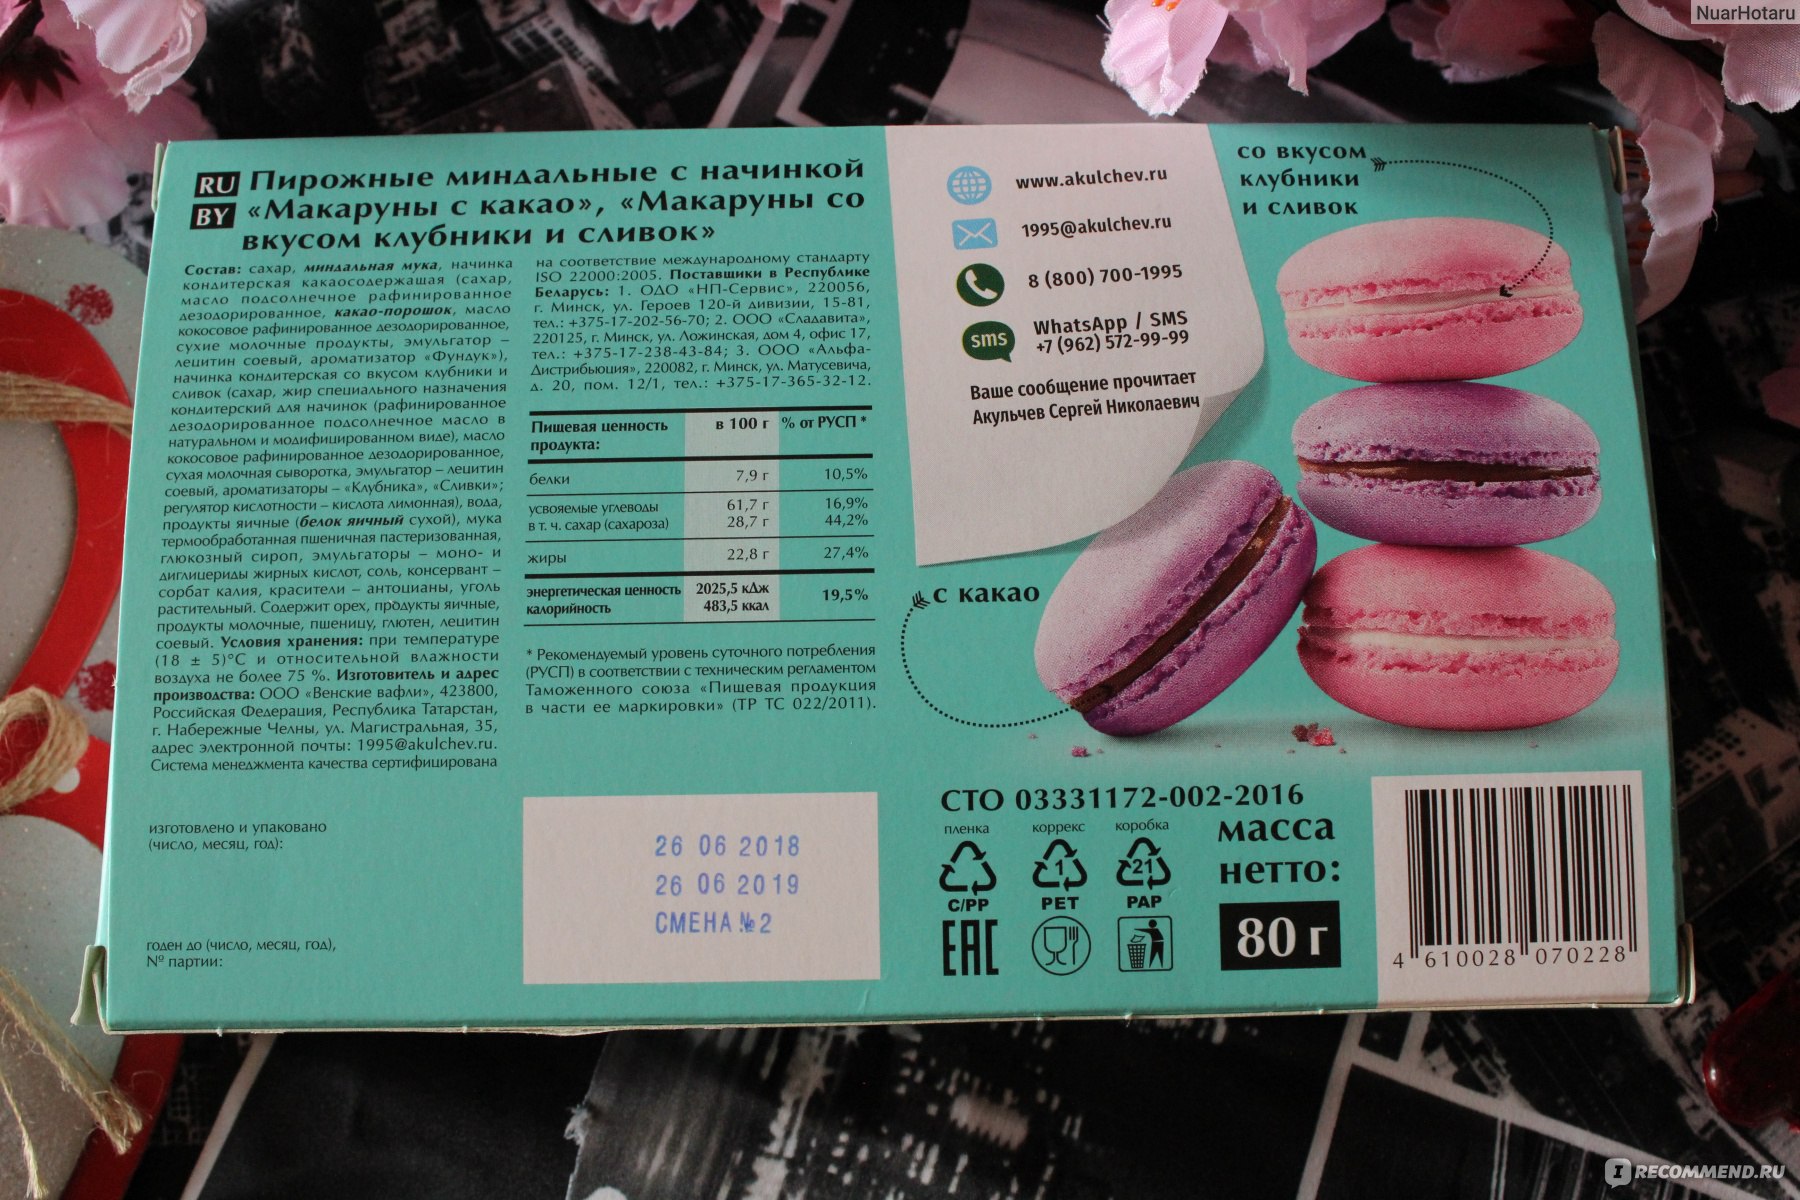 NuarHotaru
RU
BY
Пирожные миндальные с начинкой
«Макаруны с какао», «Макаруны со
вкусом клубники и сливок»
Состав: сахар, миндальная мука, начинка
кондитерская какаосодержащая (сахар,
масло подсолнечное рафинированное
дезодорированное, какао-порошок, масло
кокосовое рафинированное дезодорированное,
сухие молочные продукты, эмульгатор –
лецитин соевый, ароматизатор «Фундук»),
начинка кондитерская со вкусом клубники и
сливок (сахар, жир специального назначения
кондитерский для начинок (рафинированное
дезодорированное подсолнечное масло в
натуральном и модифицированном виде), масло
кокосовое рафинированное дезодорированное,
сухая молочная сыворотка, эмульгатор – лецитин
соевый, ароматизаторы – «Клубника», «Сливки»;
регулятор кислотности – кислота лимонная), вода,
продукты яичные (белок яичный сухой), мука
термообработанная пшеничная пастеризованная,
глюкозный сироп, эмульгаторы – моно- и
диглицериды жирных кислот, соль, консервант –
сорбат калия, красители – антоцианы, уголь
растительный. Содержит орех, продукты яичные,
продукты молочные, пшеницу, глютен, лецитин
соевый. Условия хранения: при температуре
(18 ± 5)°С и относительной влажности
воздуха не более 75 %. Изготовитель и адрес
производства: ООО «Венские вафли», 423800,
Российская Федерация, Республика Татарстан,
г. Набережные Челны, ул. Магистральная, 35,
адрес электронной почты: 1995@akulchev.ru.
Система менеджмента качества сертифицирована
на соответствие международному стандарту
ISO 22000:2005. Поставщики в Республике
Беларусь: 1. ОДО «НП-Сервис», 220056,
г. Минск, ул. Героев 120-й дивизии, 15-81,
тел.: +375-17-202-56-70; 2. ООО «Сладавита»,
220125, г. Минск, ул. Ложинская, дом 4, офис 17,
тел.: +375-17-238-43-84; 3. ООО «Альфа-
Дистрибьюция», 220082, г. Минск, ул. Матусевича,
д. 20, пом. 12/1, тел.: +375-17-365-32-12.
Пищевая ценность продукта: в 100 г % от РУСП *
белки 7,9 г 10,5%
усвояемые углеводы 61,7 г 16,9%
в т. ч. сахар (сахароза) 28,7 г 44,2%
жиры 22,8 г 27,4%
энергетическая ценность 2025,5 кДж
калорийность 483,5 ккал 19,5%
* Рекомендуемый уровень суточного потребления
(РУСП) в соответствии с техническим регламентом
Таможенного союза «Пищевая продукция
в части ее маркировки» (ТР ТС 022/2011).
www.akulchev.ru
1995@akulchev.ru
8 (800) 700-1995
sms
WhatsApp / SMS
+7 (962) 572-99-99
Ваше сообщение прочитает
Акульчев Сергей Николаевич
со вкусом
клубники
и сливок
с какао
изготовлено и упаковано
(число, месяц, год):
годен до (число, месяц, год),
№ партии:
26 06 2018
26 06 2019
СМЕНА №2
СТО 03331172-002-2016
пленка коррекс коробка
1 21
C/PP PET PAP
EAC
масса
нетто:
80 г
4 610028 070228
I RECOMMEND.RU